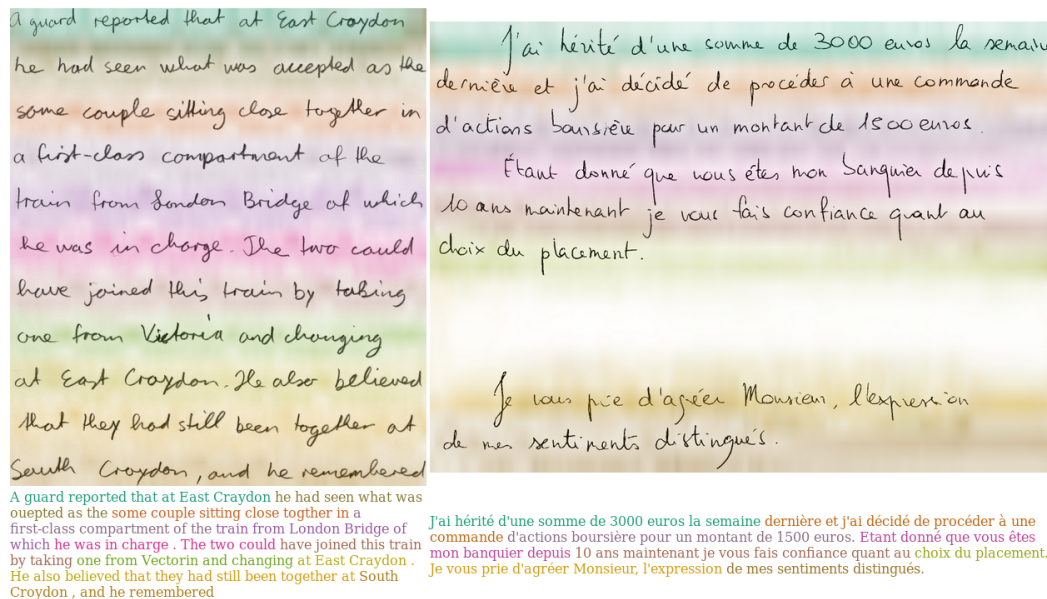 A guard reported that at East Croydon
he had seen what was accepted as the
same couple sitting close together in
a first-class compartment of the
train from London Bridge of which
he was in charge. The two could
have joined this train by taking
one from Victoria and changing
at East Croydon. He also believed
that they had still been together at
South Croydon, and he remembered
A guard reported that at East Craydon he had seen what was
ouepted as the some couple sitting close togther in a
first-class compartment of the train from London Bridge of
which he was in charge . The two could have joined this train
by taking one from Vectorin and changing at East Craydon .
He also believed that they had still been together at South
Croydon , and he remembered
J'ai hérité d'une somme de 3000 euros la semaine
dernière et j'ai décidé de procéder à une commande
d'actions boursière pour un montant de 1500 euros.
Étant donné que vous êtes mon banquier depuis
10 ans maintenant je vous fais confiance quant au
choix du placement.
Je vous prie d'agréer Monsieur, l'expression
de mes sentiments distingués.
J'ai hérité d'une somme de 3000 euros la semaine dernière et j'ai décidé de procéder à une
commande d'actions boursière pour un montant de 1500 euros. Etant donné que vous êtes
mon banquier depuis 10 ans maintenant je vous fais confiance quant au choix du placement.
Je vous prie d'agréer Monsieur, l'expression de mes sentiments distingués.